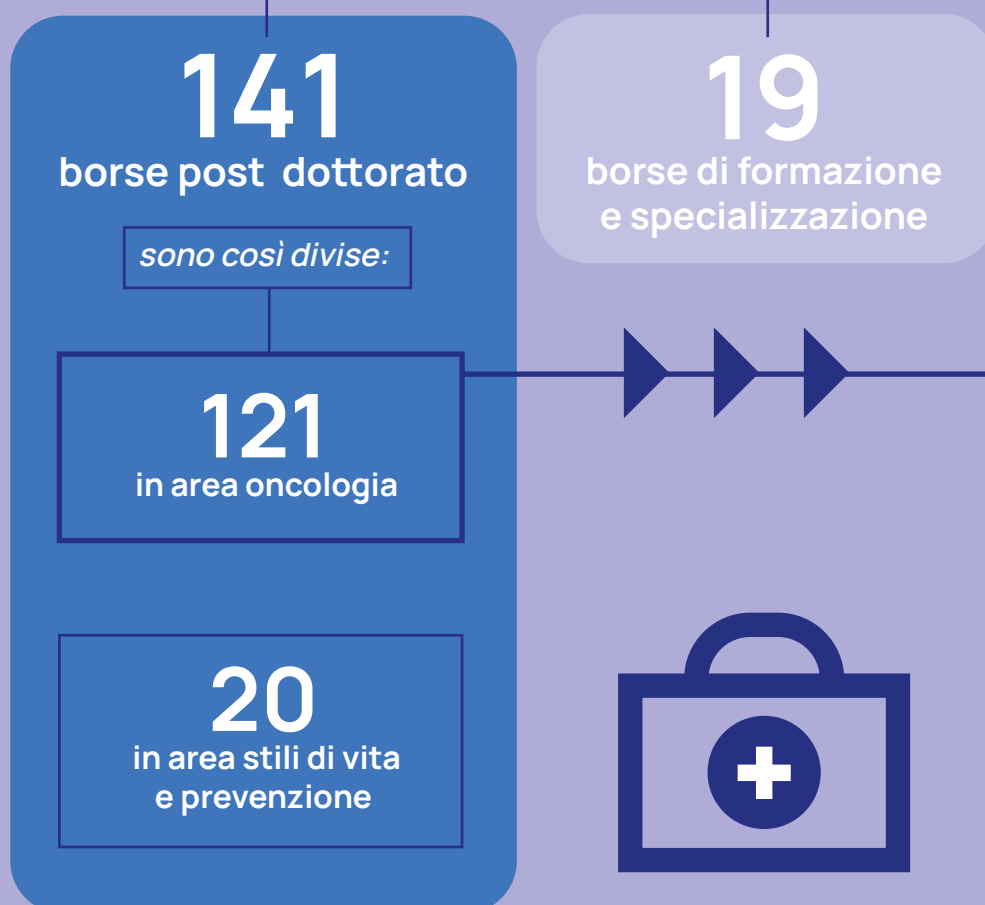 141
borse post dottorato
sono così divise:
121
in area oncologia
20
in area stili di vita
e prevenzione
19
borse di formazione
e specializzazione